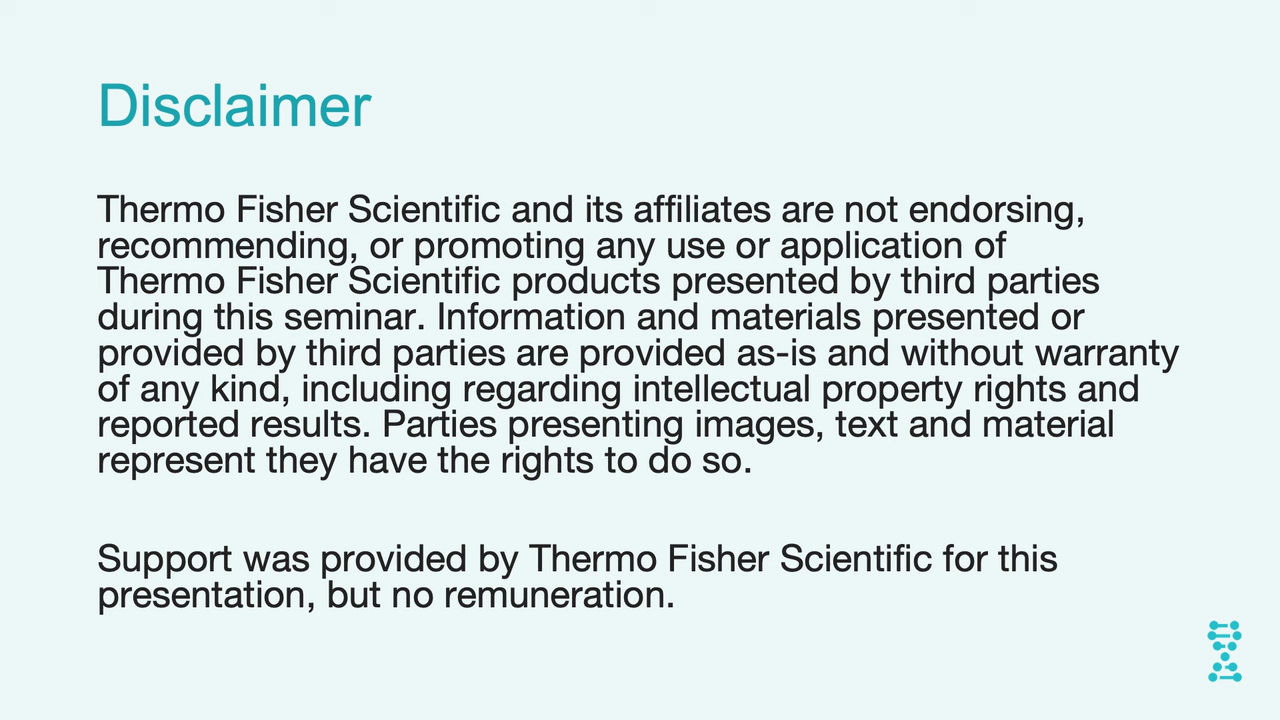 Disclaimer
Thermo Fisher Scientific and its affiliates are not endorsing,
recommending, or promoting any use or application of
Thermo Fisher Scientific products presented by third parties
during this seminar. Information and materials presented or
provided by third parties are provided as-is and without warranty
of any kind, including regarding intellectual property rights and
reported results. Parties presenting images, text and material
represent they have the rights to do so.
Support was provided by Thermo Fisher Scientific for this
presentation, but no remuneration.